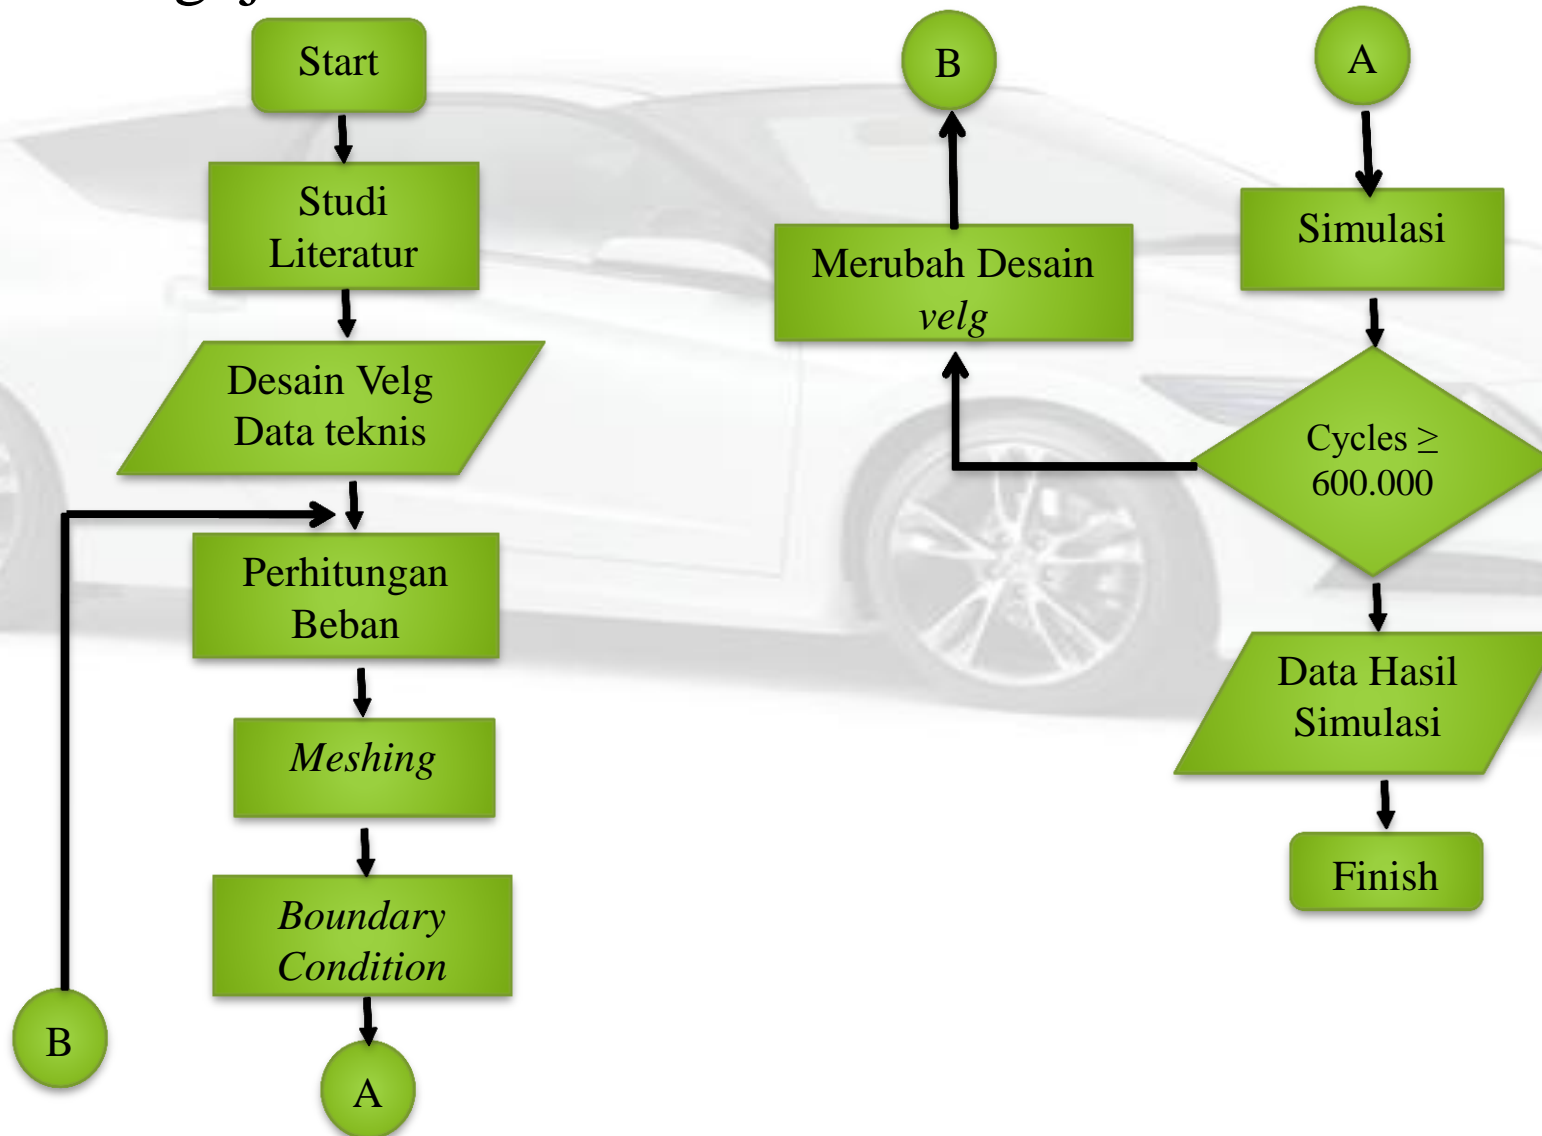 Start
Studi
Literatur
Desain Velg
Data teknis
Perhitungan
Beban
Meshing
Boundary
Condition
B
A
B
Merubah Desain
velg
A
Simulasi
Cycles ≥
600.000
Data Hasil
Simulasi
Finish